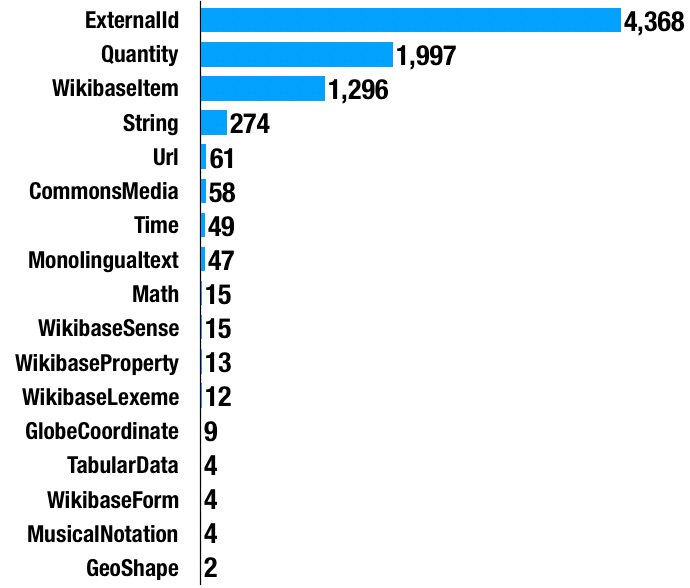 ExternalId 4,368
Quantity 1,997
WikibaseItem 1,296
String 274
Url 61
CommonsMedia 58
Time 49
Monolingualtext 47
Math 15
WikibaseSense 15
WikibaseProperty 13
WikibaseLexeme 12
GlobeCoordinate 9
TabularData 4
WikibaseForm 4
MusicalNotation 4
GeoShape 2